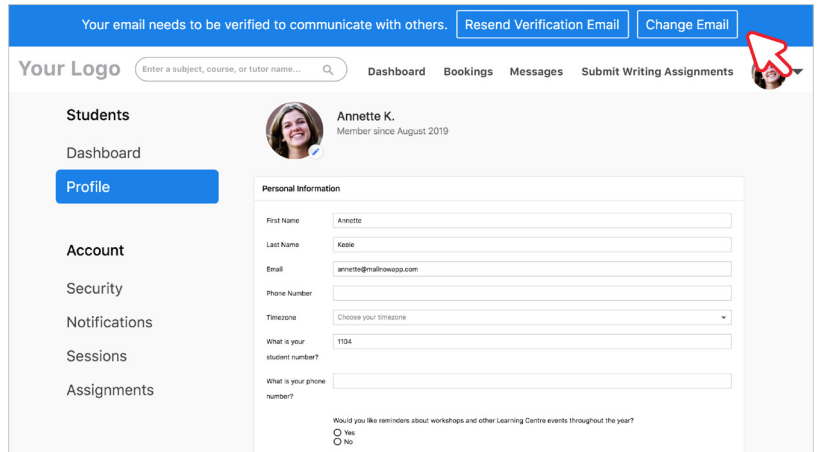 Your email needs to be verified to communicate with others. Resend Verification Email Change Email
Your Logo Enter a subject, course, or tutor name... Dashboard Bookings Messages Submit Writing Assignments
Students
Dashboard
Profile
Account
Security
Notifications
Sessions
Assignments
Annette K.
Member since August 2019
Personal Information
First Name Annette
Last Name Keele
Email annette@mailnowapp.com
Phone Number
Timezone Choose your timezone
What is your 1104
student number?
What is your phone
number?
Would you like reminders about workshops and other Learning Centre events throughout the year?
Yes
No